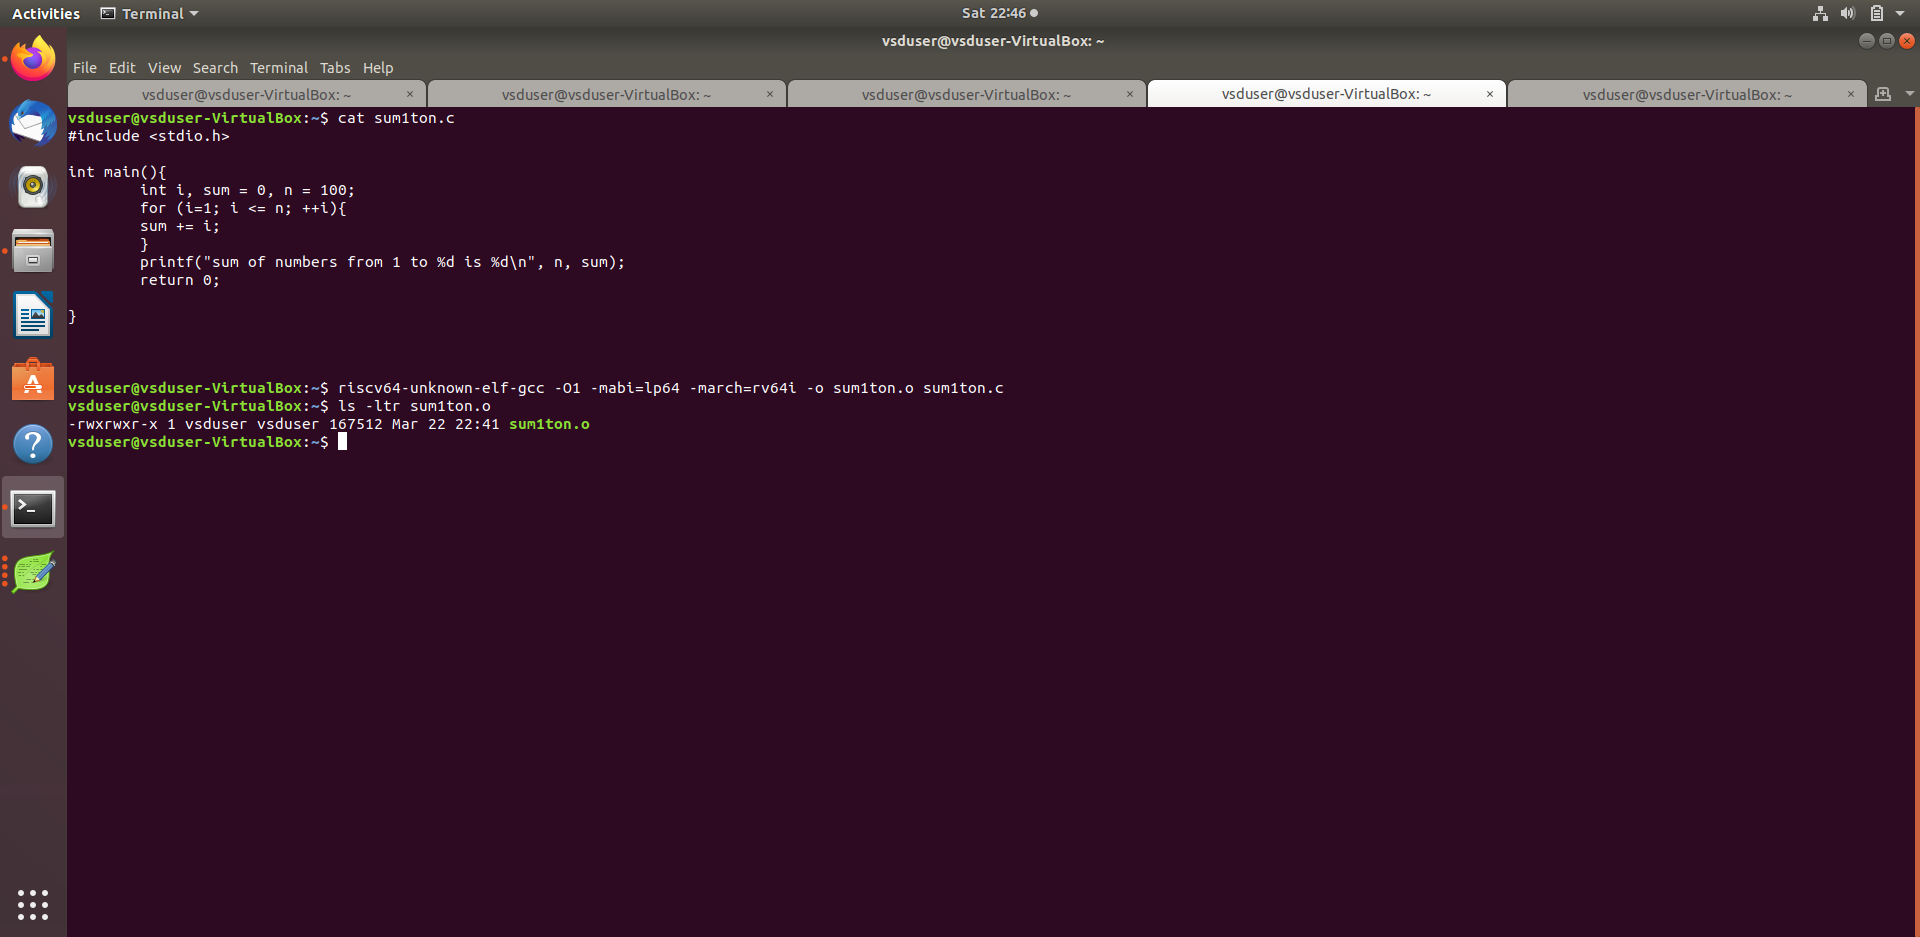 Activities Terminal Sat 22:46
vsduser@vsduser-VirtualBox: ~
File Edit View Search Terminal Tabs Help
vsduser@vsduser-VirtualBox: ~ × vsduser@vsduser-VirtualBox: ~ × vsduser@vsduser-VirtualBox: ~ × vsduser@vsduser-VirtualBox: ~ × vsduser@vsduser-VirtualBox: ~ ×
vsduser@vsduser-VirtualBox:~$ cat sum1ton.c
#include <stdio.h>
int main(){
        int i, sum = 0, n = 100;
        for (i=1; i <= n; ++i){
        sum += i;
        }
        printf("sum of numbers from 1 to %d is %d\n", n, sum);
        return 0;
}
vsduser@vsduser-VirtualBox:~$ riscv64-unknown-elf-gcc -O1 -mabi=lp64 -march=rv64i -o sum1ton.o sum1ton.c
vsduser@vsduser-VirtualBox:~$ ls -ltr sum1ton.o
-rwxrwxr-x 1 vsduser vsduser 167512 Mar 22 22:41 sum1ton.o
vsduser@vsduser-VirtualBox:~$